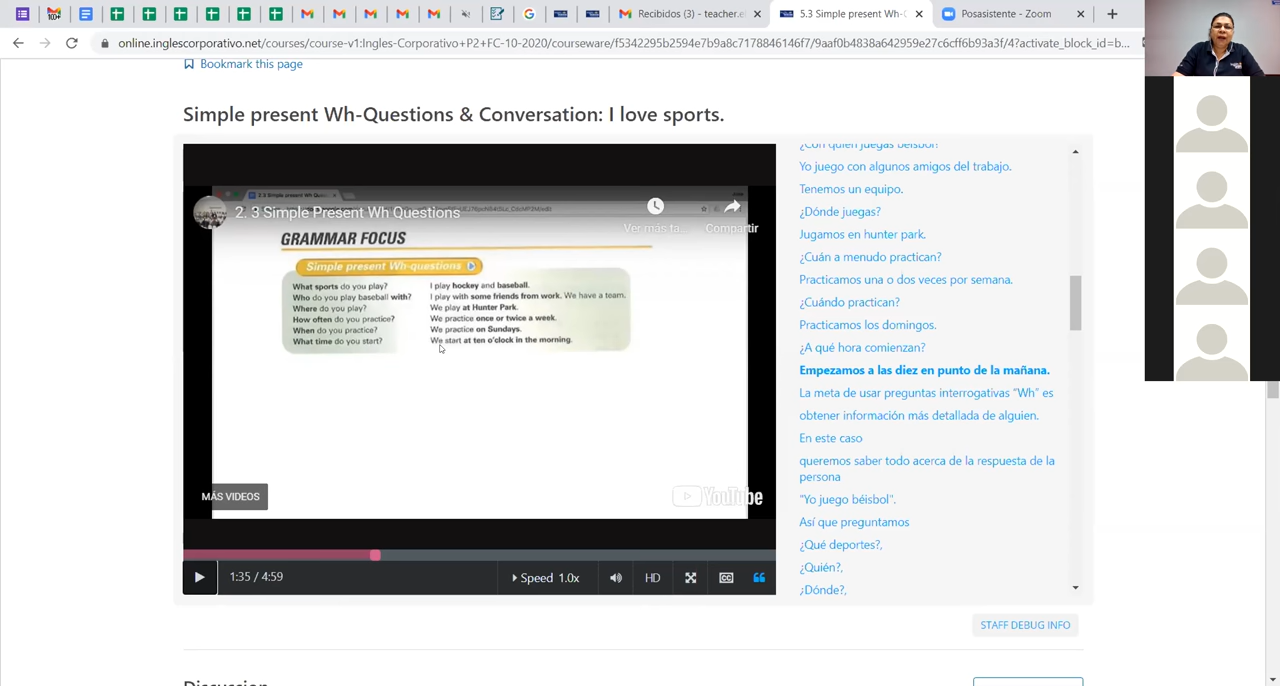 Recibidos (3) - teacher.el
5.3 Simple present Wh-C
Posasistente - Zoom
online.inglescorporativo.net/courses/course-v1:Ingles-Corporativo+P2+FC-10-2020/courseware/f5342295b2594e7b9a8c7178846146f7/9aaf0b4838a642959e27c6cff6b93a3f/4?activate_block_id=b...
Bookmark this page
Simple present Wh-Questions & Conversation: I love sports.
2. 3 Simple Present Wh Questions
Ver más ta...
Compartir
GRAMMAR FOCUS
Simple present Wh-questions
What sports do you play? I play hockey and baseball.
Who do you play baseball with? I play with some friends from work. We have a team.
Where do you play? We play at Hunter Park.
How often do you practice? We practice once or twice a week.
When do you practice? We practice on Sundays.
What time do you start? We start at ten o'clock in the morning.
MÁS VIDEOS
YouTube
1:35 / 4:59
Speed 1.0x
HD
¿Con quién juegas béisbol?
Yo juego con algunos amigos del trabajo.
Tenemos un equipo.
¿Dónde juegas?
Jugamos en hunter park.
¿Cuán a menudo practican?
Practicamos una o dos veces por semana.
¿Cuándo practican?
Practicamos los domingos.
¿A qué hora comienzan?
Empezamos a las diez en punto de la mañana.
La meta de usar preguntas interrogativas "Wh" es
obtener información más detallada de alguien.
En este caso
queremos saber todo acerca de la respuesta de la
persona
"Yo juego béisbol".
Así que preguntamos
¿Qué deportes?,
¿Quién?,
¿Dónde?,
STAFF DEBUG INFO
Discussion